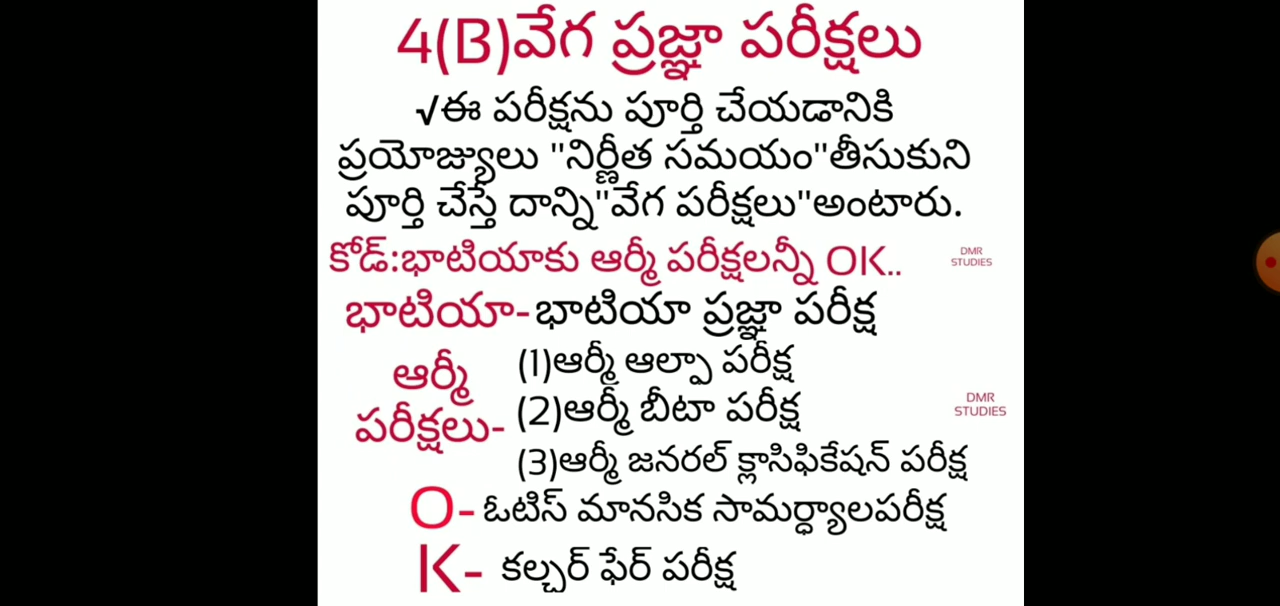 4(B)వేగ ప్రజ్ఞా పరీక్షలు
√ఈ పరీక్షను పూర్తి చేయడానికి
ప్రయోజ్యులు "నిర్ణీత సమయం"తీసుకుని
పూర్తి చేస్తే దాన్ని"వేగ పరీక్షలు"అంటారు.
కోడ్:భాటియాకు ఆర్మీ పరీక్షలన్నీ OK..
DMR
STUDIES
భాటియా-భాటియా ప్రజ్ఞా పరీక్ష
ఆర్మీ
పరీక్షలు-
(1)ఆర్మీ ఆల్ఫా పరీక్ష
(2)ఆర్మీ బీటా పరీక్ష
(3)ఆర్మీ జనరల్ క్లాసిఫికేషన్ పరీక్ష
DMR
STUDIES
O- ఓటిస్ మానసిక సామర్ధ్యాలపరీక్ష
K- కల్చర్ ఫేర్ పరీక్ష